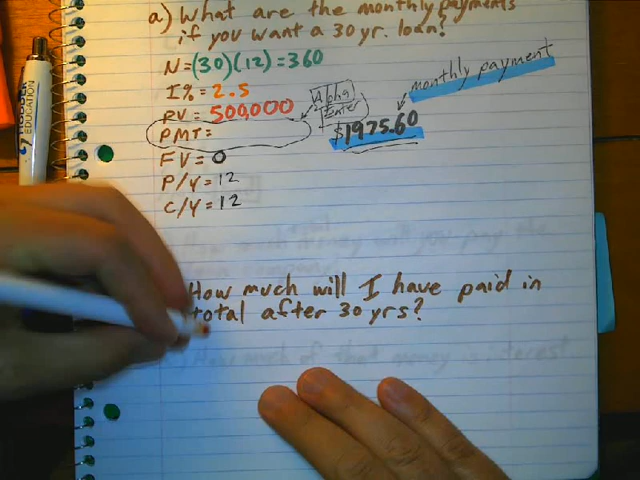 a) What are the monthly payments
if you want a 30 yr. loan?
N=(30)(12)=360
I%=2.5
PV=500,000
PMT=
FV=0
P/Y=12
C/Y=12
Alpha
Enter
$1975.60
monthly payment
How much will I have paid in
total after 30 yrs?
EDUCATION